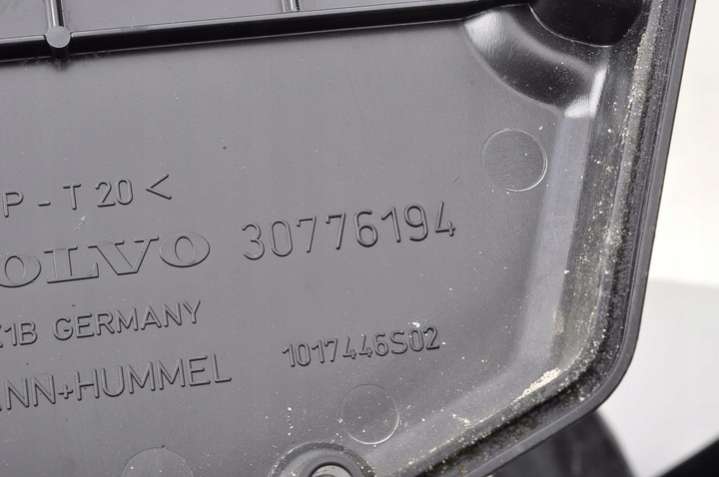 P - T 20 <
OLVO 30776194
1B GERMANY
NN+HUMMEL 1017446S02